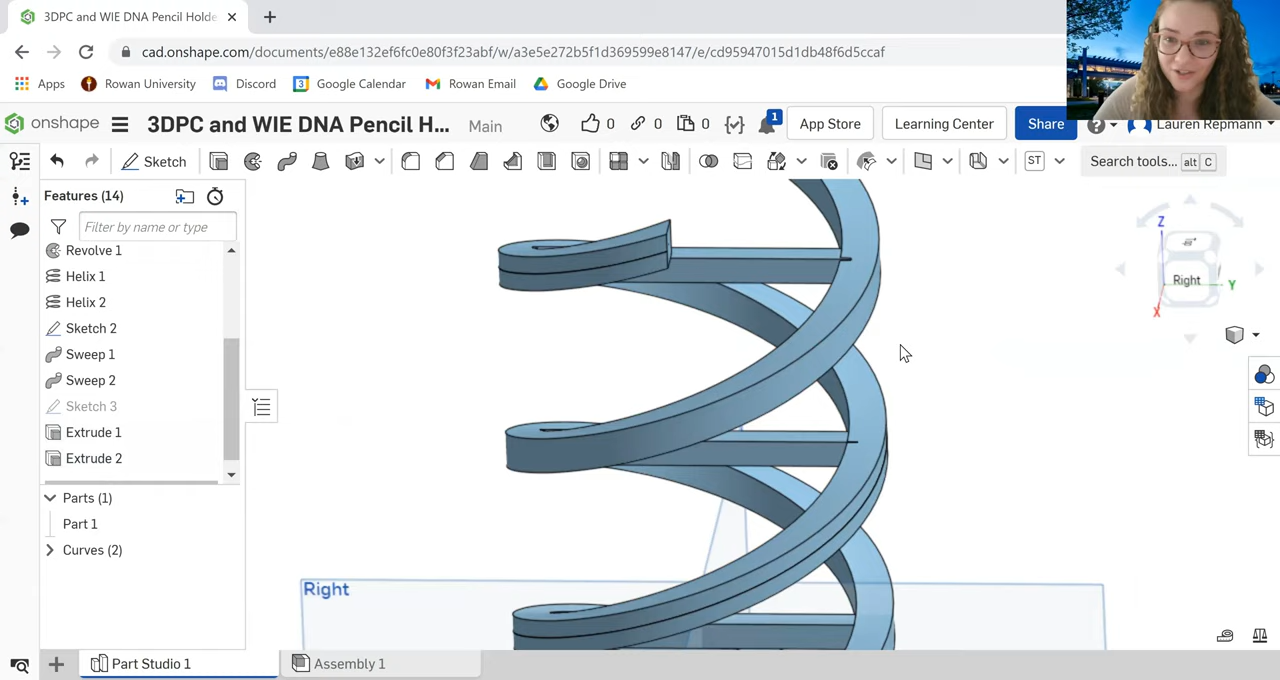 3DPC and WIE DNA Pencil Holde
cad.onshape.com/documents/e88e132ef6fc0e80f3f23abf/w/a3e5e272b5f1d369599e8147/e/cd95947015d1db48f6d5ccaf
Apps Rowan University Discord Google Calendar Rowan Email Google Drive
onshape 3DPC and WIE DNA Pencil H... Main 0 0 0 1 App Store Learning Center Share Lauren Repmann
Sketch ST Search tools... alt C
Features (14)
Filter by name or type
Revolve 1
Helix 1
Helix 2
Sketch 2
Sweep 1
Sweep 2
Sketch 3
Extrude 1
Extrude 2
Parts (1)
Part 1
Curves (2)
Z
Right
Y
X
Right
Part Studio 1 Assembly 1